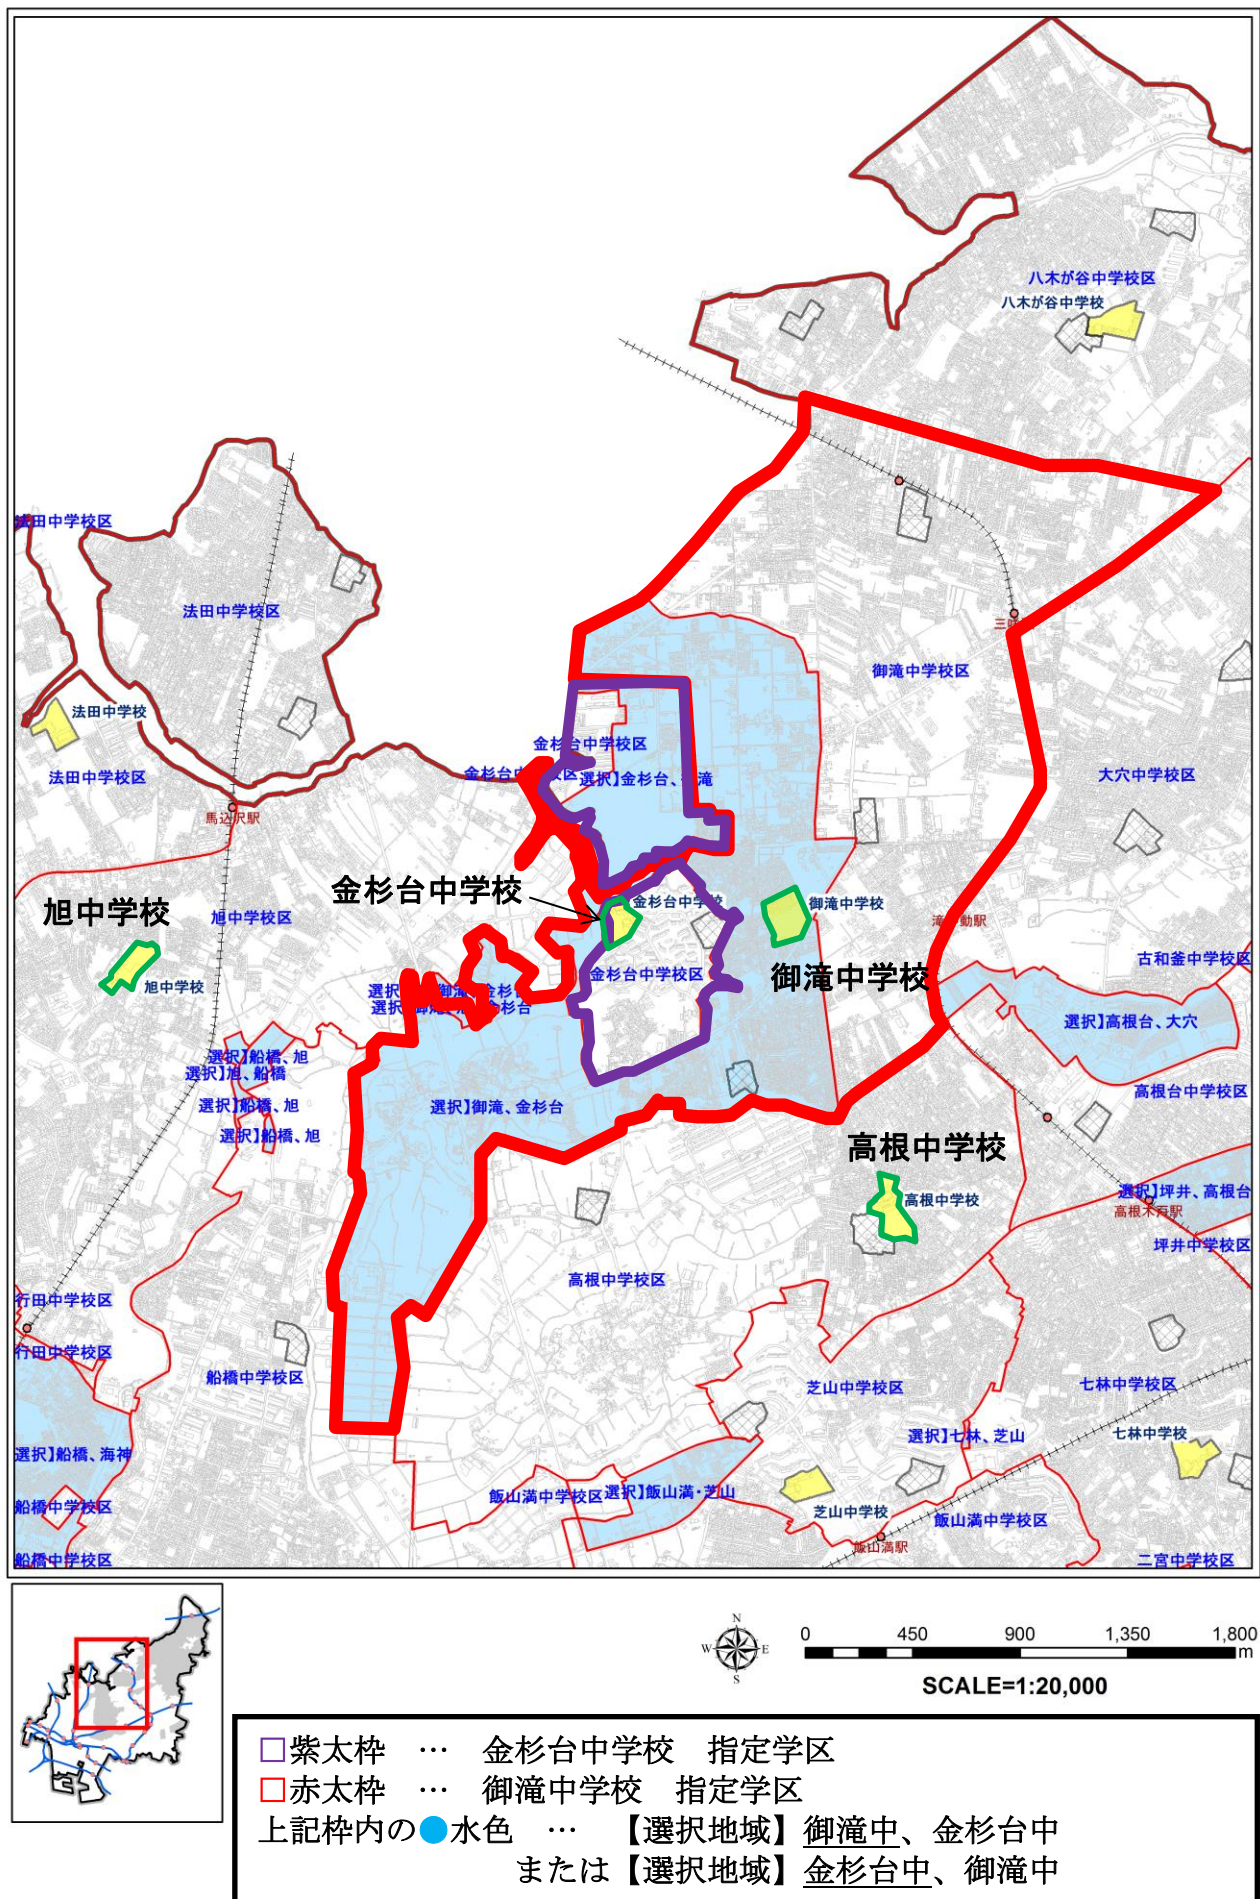 八木が谷中学校区
八木が谷中学校
法田中学校区
法田中学校区
御滝中学校区
法田中学校
金杉台中学校区
法田中学校区
大穴中学校区
馬込沢駅
金杉台中学校
旭中学校
旭中学校区
金杉台中学校
御滝中学校
御滝中学校
金杉台中学校区
古和釜中学校区
旭中学校
選択】高根台、大穴
選択】船橋、旭
選択】旭、船橋
選択】船橋、旭
選択】御滝、金杉台
高根台中学校区
選択】船橋、旭
高根中学校
高根中学校
選択】坪井、高根台
高根木戸駅
坪井中学校区
高根中学校区
行田中学校区
行田中学校区
船橋中学校区
芝山中学校区
七林中学校区
選択】七林、芝山
七林中学校
選択】船橋、海神
飯山満中学校区
選択】飯山満・芝山
船橋中学校区
芝山中学校
飯山満中学校区
飯山満駅
船橋中学校区
二宮中学校区
N
W
E
S
0 450 900 1,350 1,800
m
SCALE=1:20,000
□紫太枠 … 金杉台中学校 指定学区
□赤太枠 … 御滝中学校 指定学区
上記枠内の●水色 … 【選択地域】御滝中、金杉台中
または【選択地域】金杉台中、御滝中